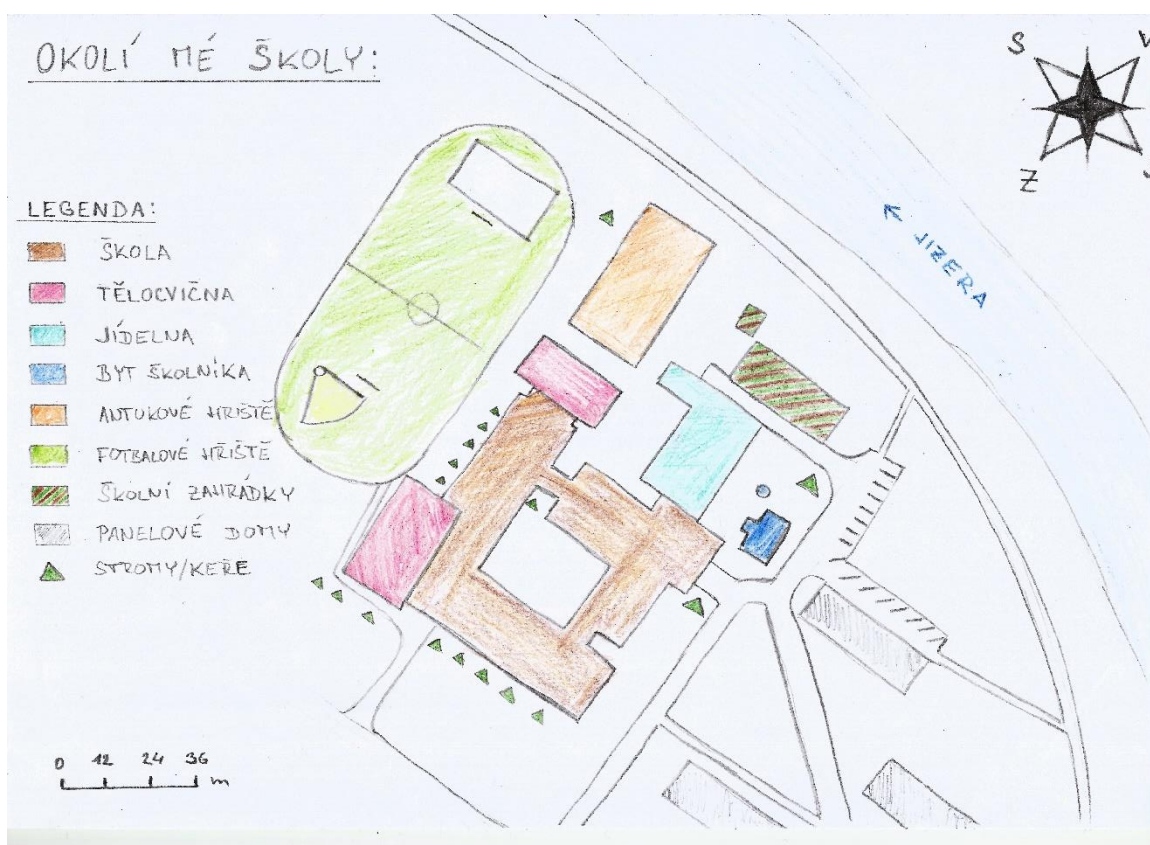 OKOLÍ MÉ ŠKOLY:
S V
Z J
← JIZERA
LEGENDA:
ŠKOLA
TĚLOCVIČNA
JÍDELNA
BYT ŠKOLNÍKA
ANTUKOVÉ HŘIŠTĚ
FOTBALOVÉ HŘIŠTĚ
ŠKOLNÍ ZAHRÁDKY
PANELOVÉ DOMY
STROMY/KEŘE
0 12 24 36
m